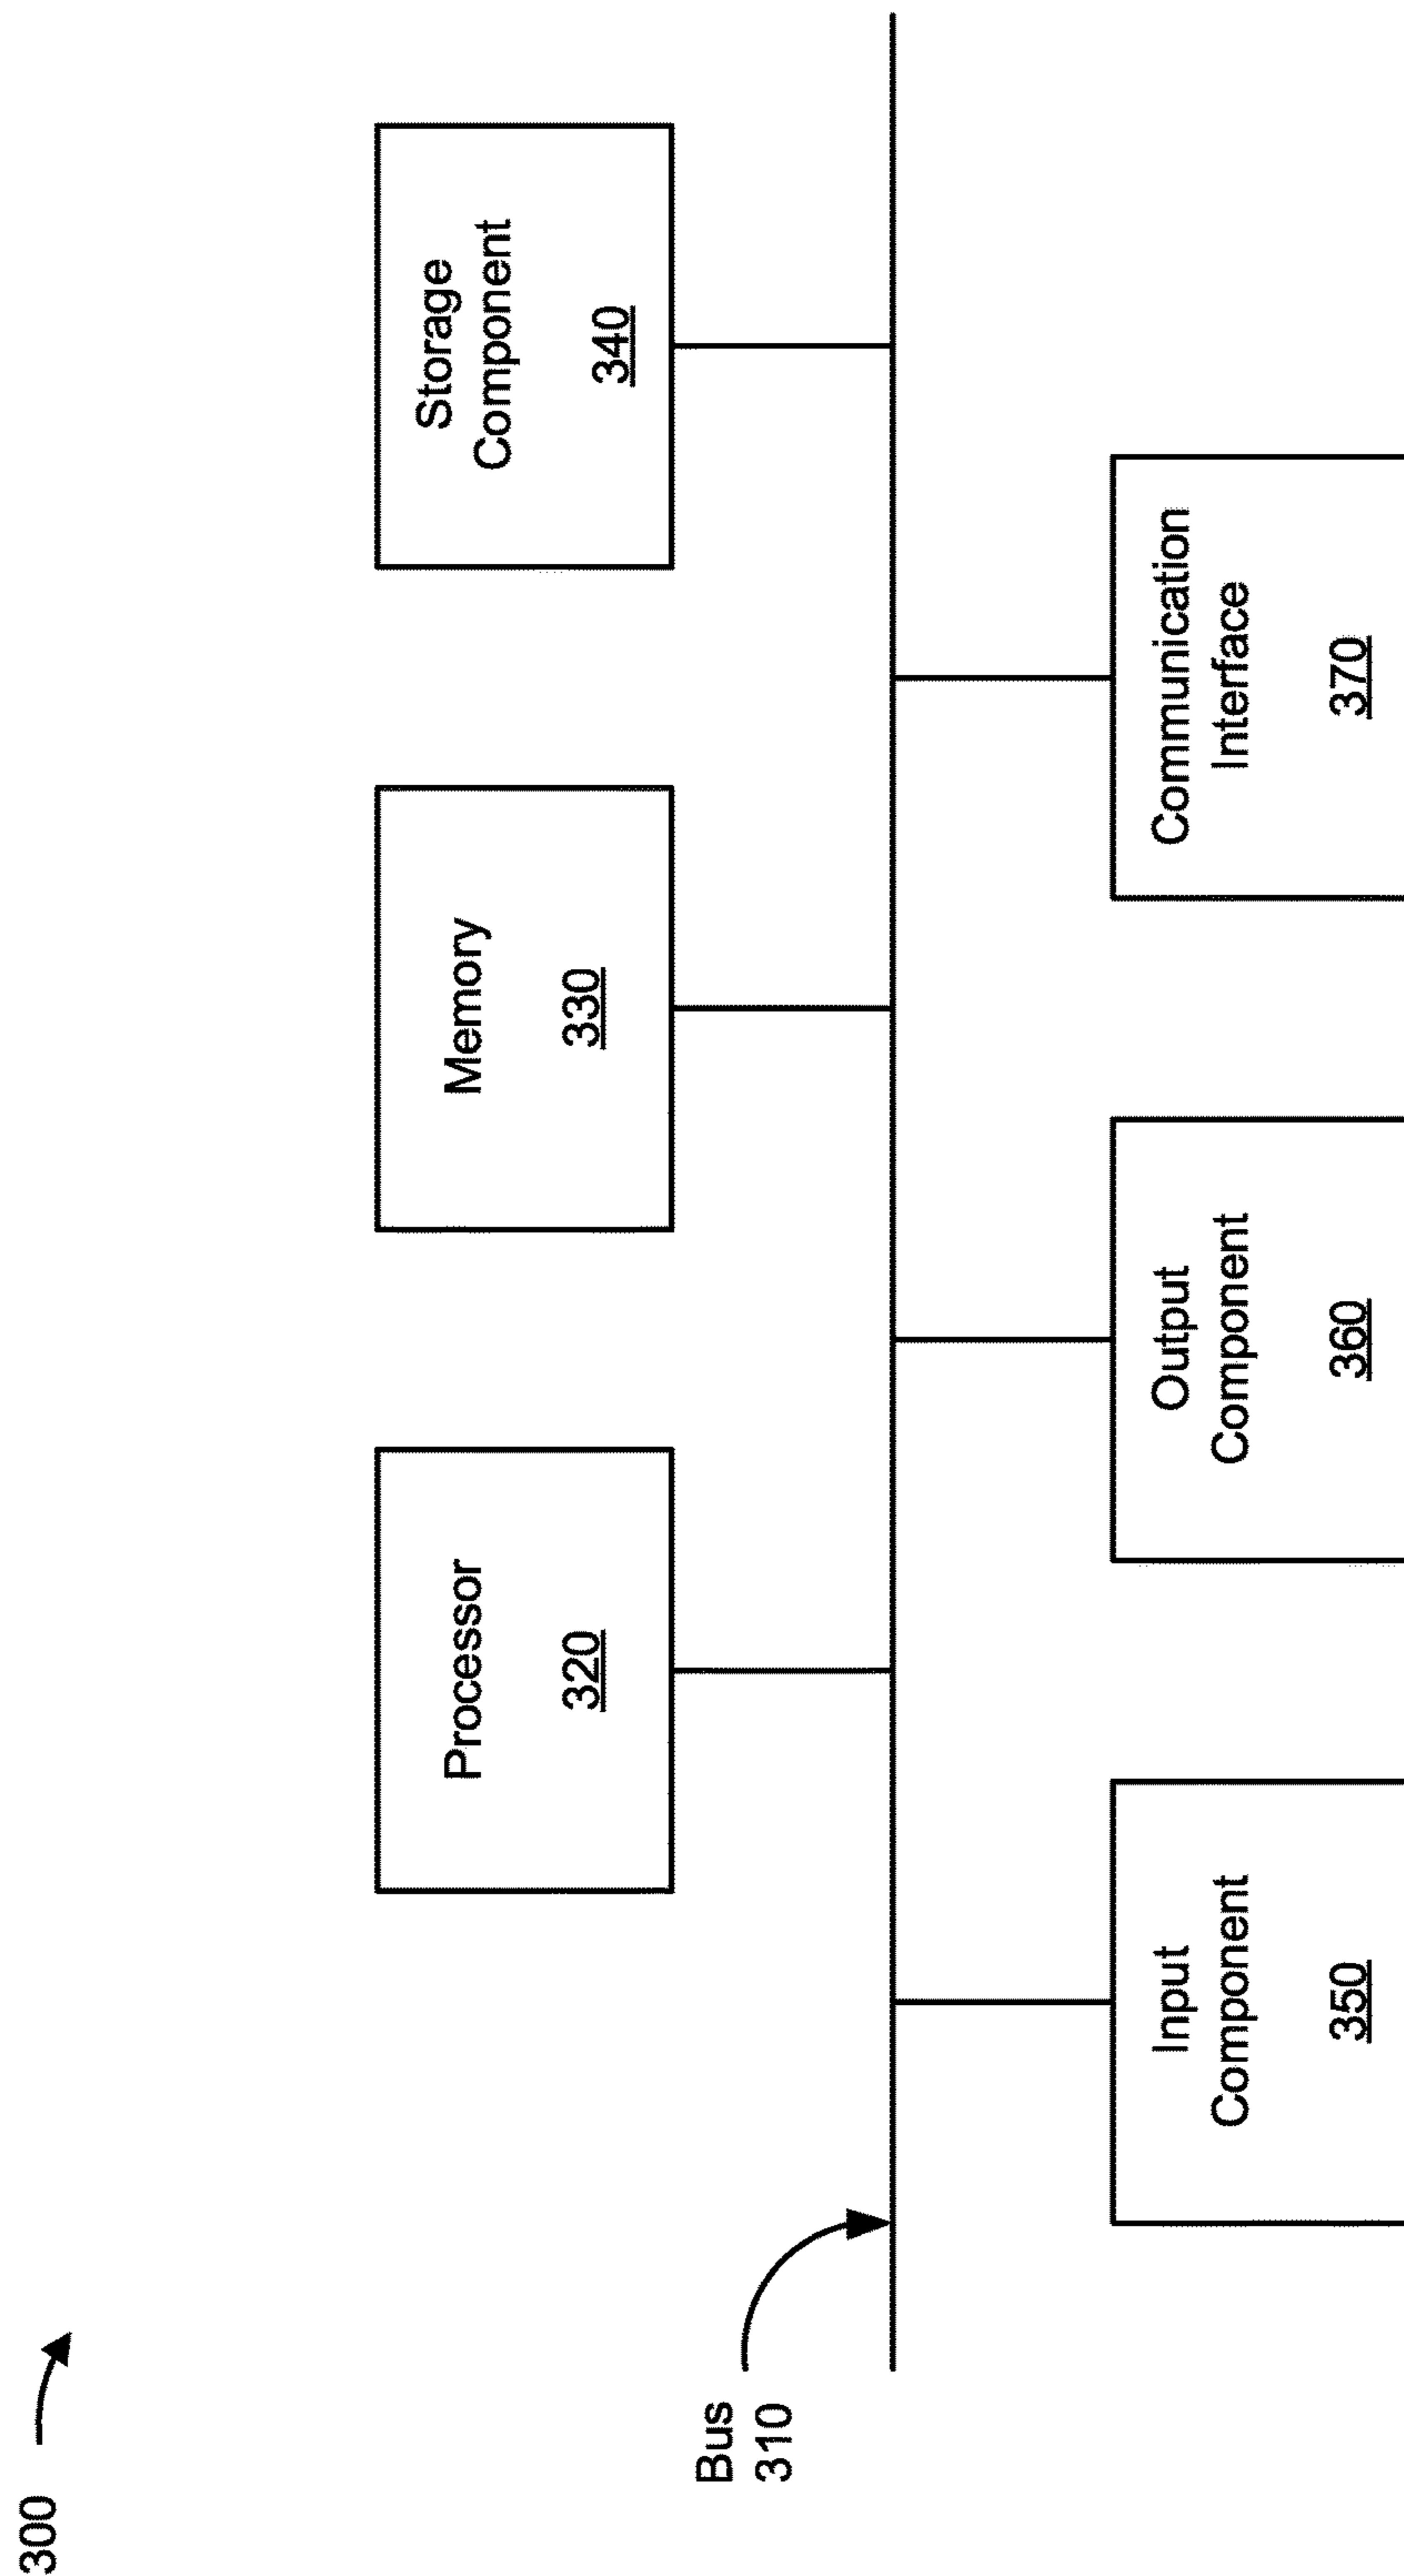 300
Processor
320
Memory
330
Storage
Component
340
Bus
310
Input
Component
350
Output
Component
360
Communication
Interface
370